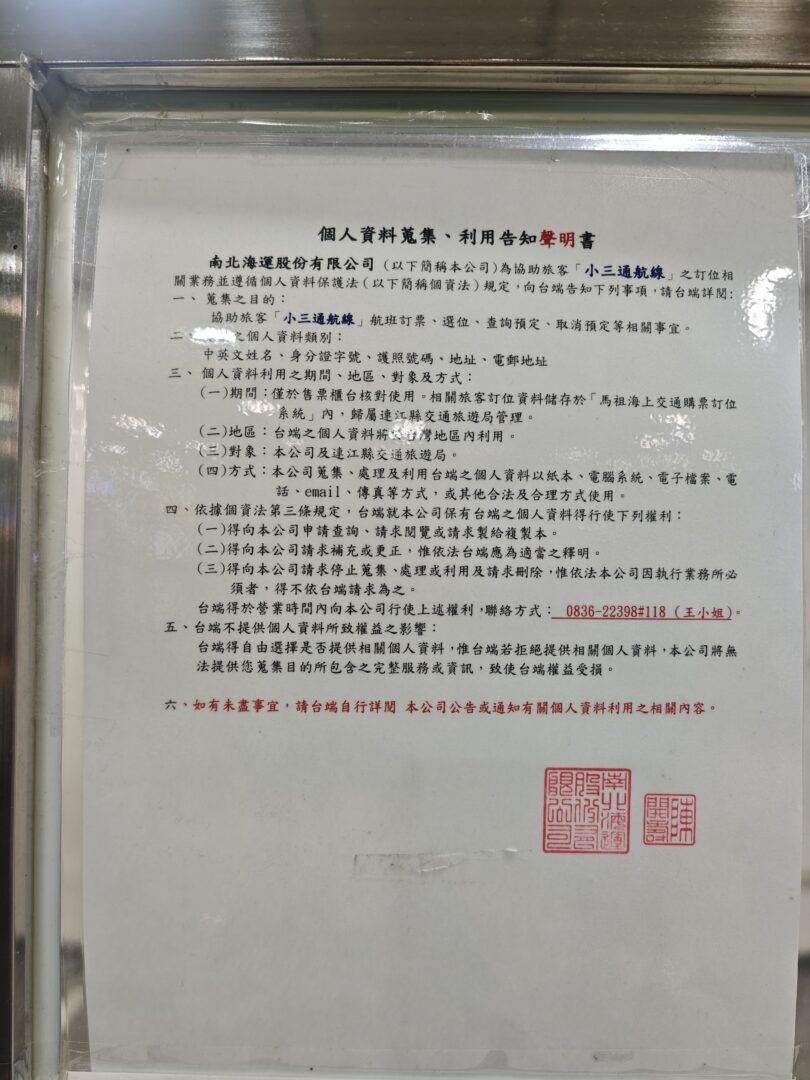 個人資料蒐集、利用告知聲明書
南北海運股份有限公司(以下簡稱本公司)為協助旅客「小三通航線」之訂位相
關業務並遵循個人資料保護法(以下簡稱個資法)規定,向台端告知下列事項,請台端詳閱:
一、 蒐集之目的:
協助旅客「小三通航線」航班訂票、選位、查詢預定、取消預定等相關事宜。
二 之個人資料類別:
中英文姓名、身分證字號、護照號碼、地址、電郵地址
三、 個人資料利用之期間、地區、對象及方式:
(一)期間:僅於售票櫃台核對使用。相關旅客訂位資料儲存於「馬祖海上交通購票訂位
系統」內,歸屬連江縣交通旅遊局管理。
(二)地區:台端之個人資料將 台灣地區內利用。
(三)對象:本公司及連江縣交通旅遊局。
(四)方式:本公司蒐集、處理及利用台端之個人資料以紙本、電腦系統、電子檔案、電
話、email、傳真等方式,或其他合法及合理方式使用。
四、依據個資法第三條規定,台端就本公司保有台端之個人資料得行使下列權利:
(一)得向本公司申請查詢、請求閱覽或請求製給複製本。
(二)得向本公司請求補充或更正,惟依法台端應為適當之釋明。
(三)得向本公司請求停止蒐集、處理或利用及請求刪除,惟依法本公司因執行業務所必
須者,得不依台端請求為之。
台端得於營業時間內向本公司行使上述權利,聯絡方式: 0836-22398#118 (王小姐)。
五、台端不提供個人資料所致權益之影響:
台端得自由選擇是否提供相關個人資料,惟台端若拒絕提供相關個人資料,本公司將無
法提供您蒐集目的所包含之完整服務或資訊,致使台端權益受損。
六、如有未盡事宜,請台端自行詳閱 本公司公告或通知有關個人資料利用之相關內容。
南北海運
股份有
限公司
陳
開壽